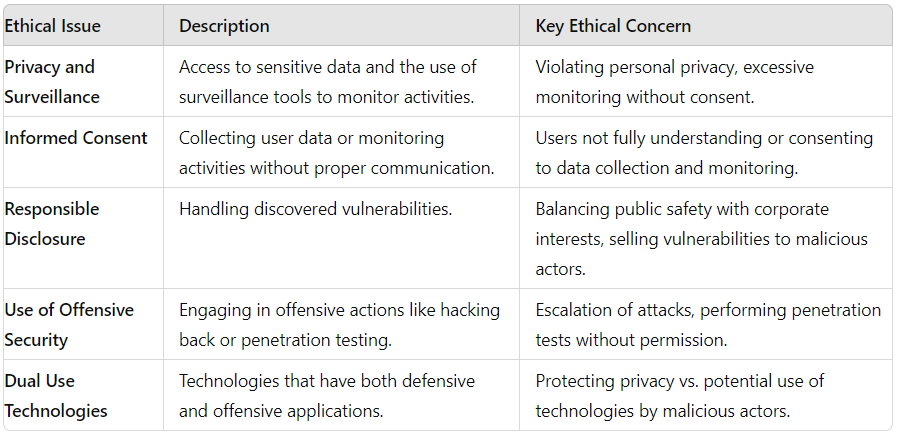 Ethical Issue Description Key Ethical Concern
Privacy and Access to sensitive data and the use of Violating personal privacy, excessive
Surveillance surveillance tools to monitor activities. monitoring without consent.
Informed Consent Collecting user data or monitoring Users not fully understanding or consenting
activities without proper communication. to data collection and monitoring.
Responsible Handling discovered vulnerabilities. Balancing public safety with corporate
Disclosure interests, selling vulnerabilities to malicious
actors.
Use of Offensive Engaging in offensive actions like hacking Escalation of attacks, performing penetration
Security back or penetration testing. tests without permission.
Dual Use Technologies that have both defensive Protecting privacy vs. potential use of
Technologies and offensive applications. technologies by malicious actors.